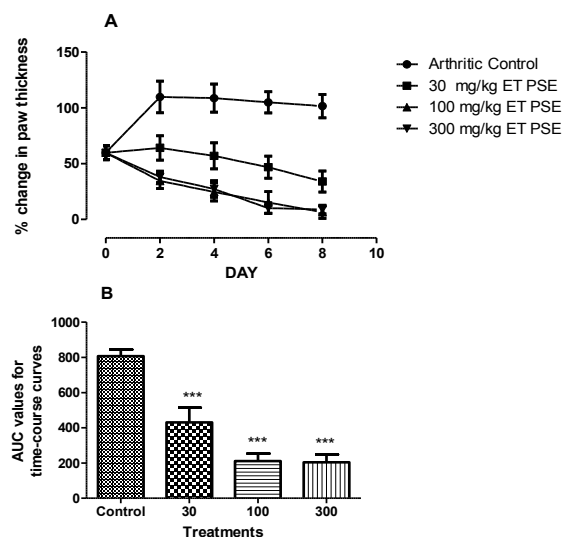 A
% change in paw thickness
150
100
50
0
0
2
4
6
8
10
DAY
Arthritic Control
30 mg/kg ET PSE
100 mg/kg ET PSE
300 mg/kg ET PSE
B
AUC values for
time-course curves
1000
800
600
400
200
0
***
***
***
Control
30
100
300
Treatments